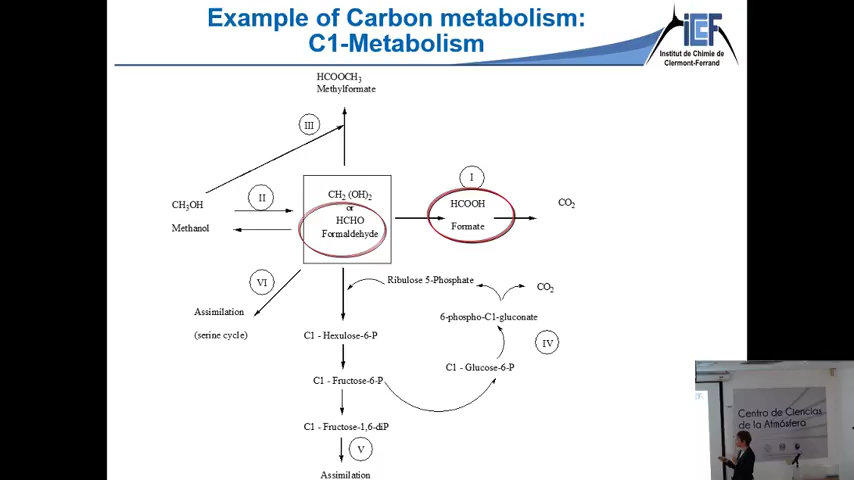 Example of Carbon metabolism:
C1-Metabolism
iCCF
Institut de Chimie de
Clermont-Ferrand
HCOOCH3
Methylformate
III
I
CH2 (OH)2
or
HCHO
Formaldehyde
CH3OH
Methanol
II
HCOOH
Formate
CO2
VI
Assimilation
(serine cycle)
Ribulose 5-Phosphate
CO2
6-phospho-C1-gluconate
IV
C1 - Hexulose-6-P
C1 - Glucose-6-P
C1 - Fructose-6-P
C1 - Fructose-1,6-diP
V
Assimilation
Centro de Ciencias
de la Atmósfera